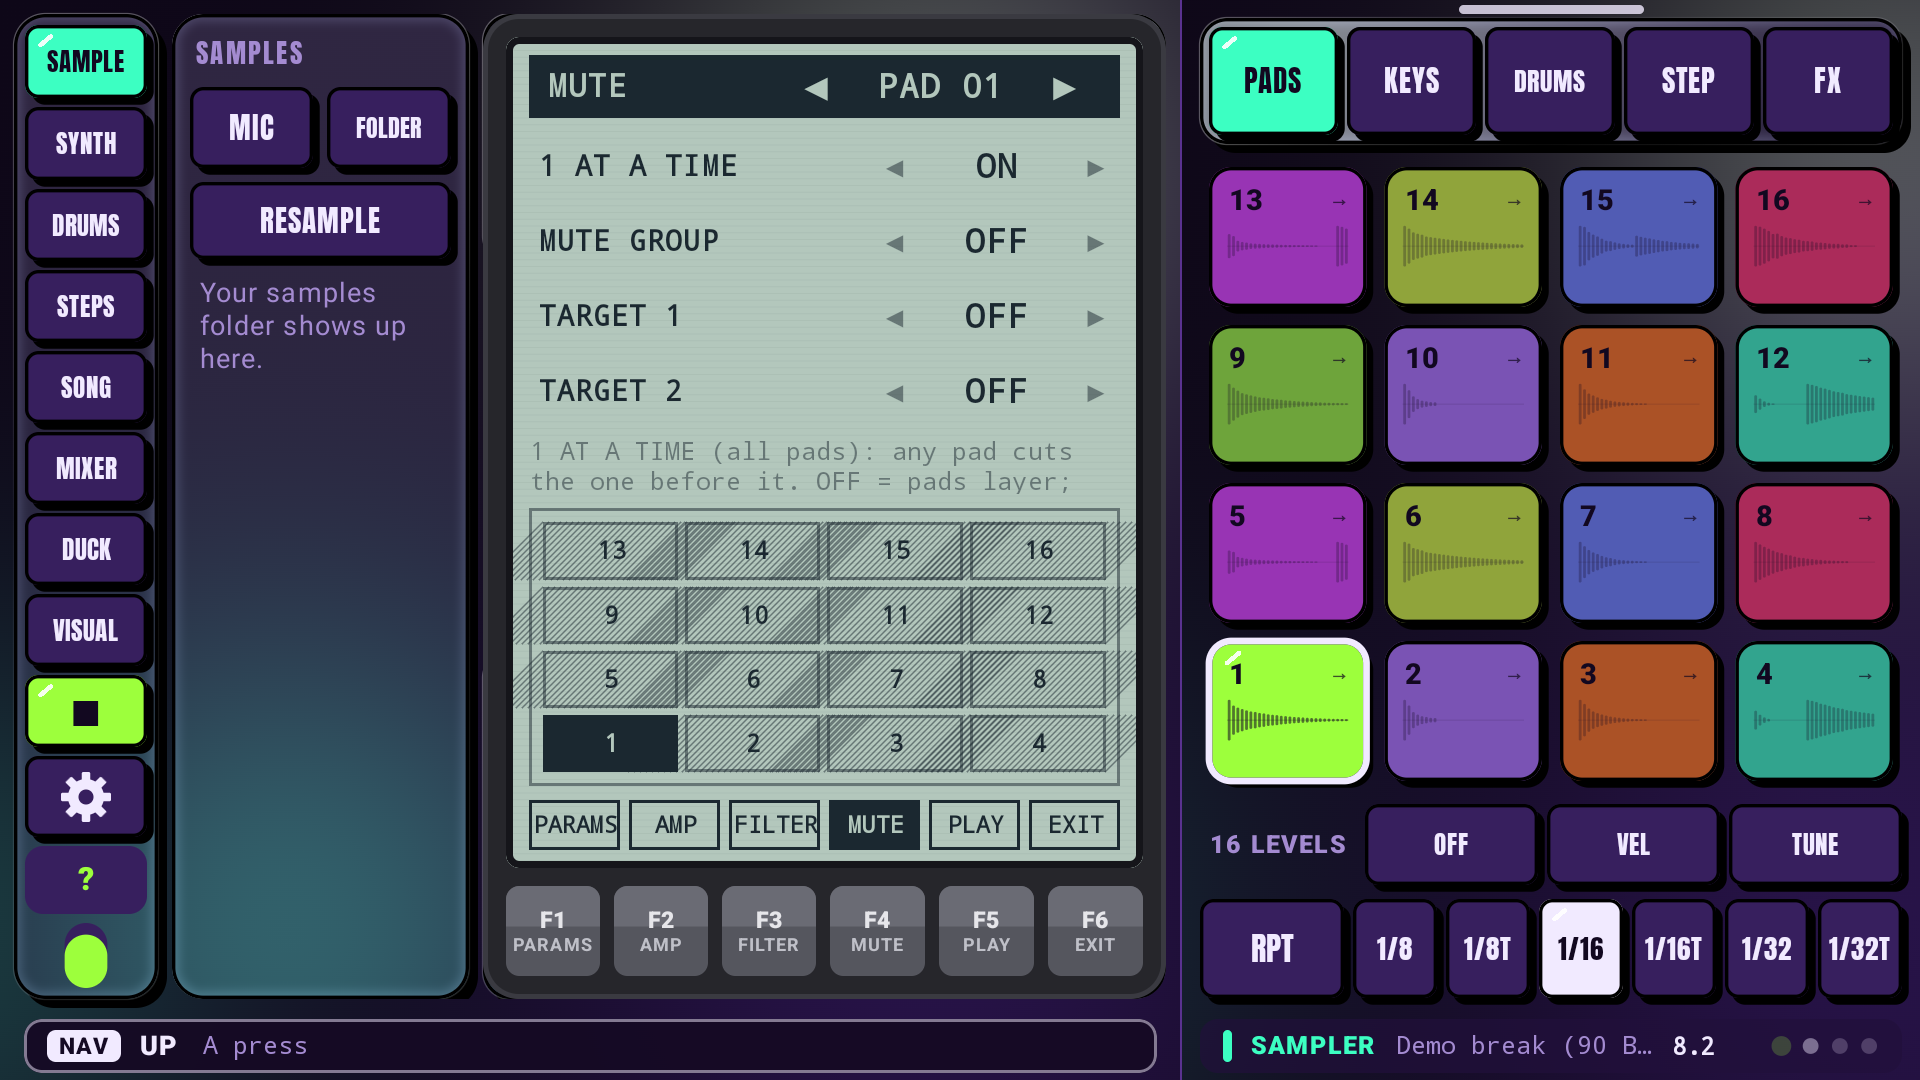 SAMPLE
SYNTH
DRUMS
STEPS
SONG
MIXER
DUCK
VISUAL
?
SAMPLES
MIC FOLDER
RESAMPLE
Your samples
folder shows up
here.
MUTE ◀ PAD 01 ▶
1 AT A TIME ◀ ON ▶
MUTE GROUP ◀ OFF ▶
TARGET 1 ◀ OFF ▶
TARGET 2 ◀ OFF ▶
1 AT A TIME (all pads): any pad cuts
the one before it. OFF = pads layer;
13 14 15 16
9 10 11 12
5 6 7 8
1 2 3 4
PARAMS AMP FILTER MUTE PLAY EXIT
F1 F2 F3 F4 F5 F6
PARAMS AMP FILTER MUTE PLAY EXIT
NAV UP A press
PADS KEYS DRUMS STEP FX
13 → 14 → 15 → 16 →
9 → 10 → 11 → 12 →
5 → 6 → 7 → 8 →
1 → 2 → 3 → 4 →
16 LEVELS OFF VEL TUNE
RPT 1/8 1/8T 1/16 1/16T 1/32 1/32T
SAMPLER Demo break (90 B… 8.2